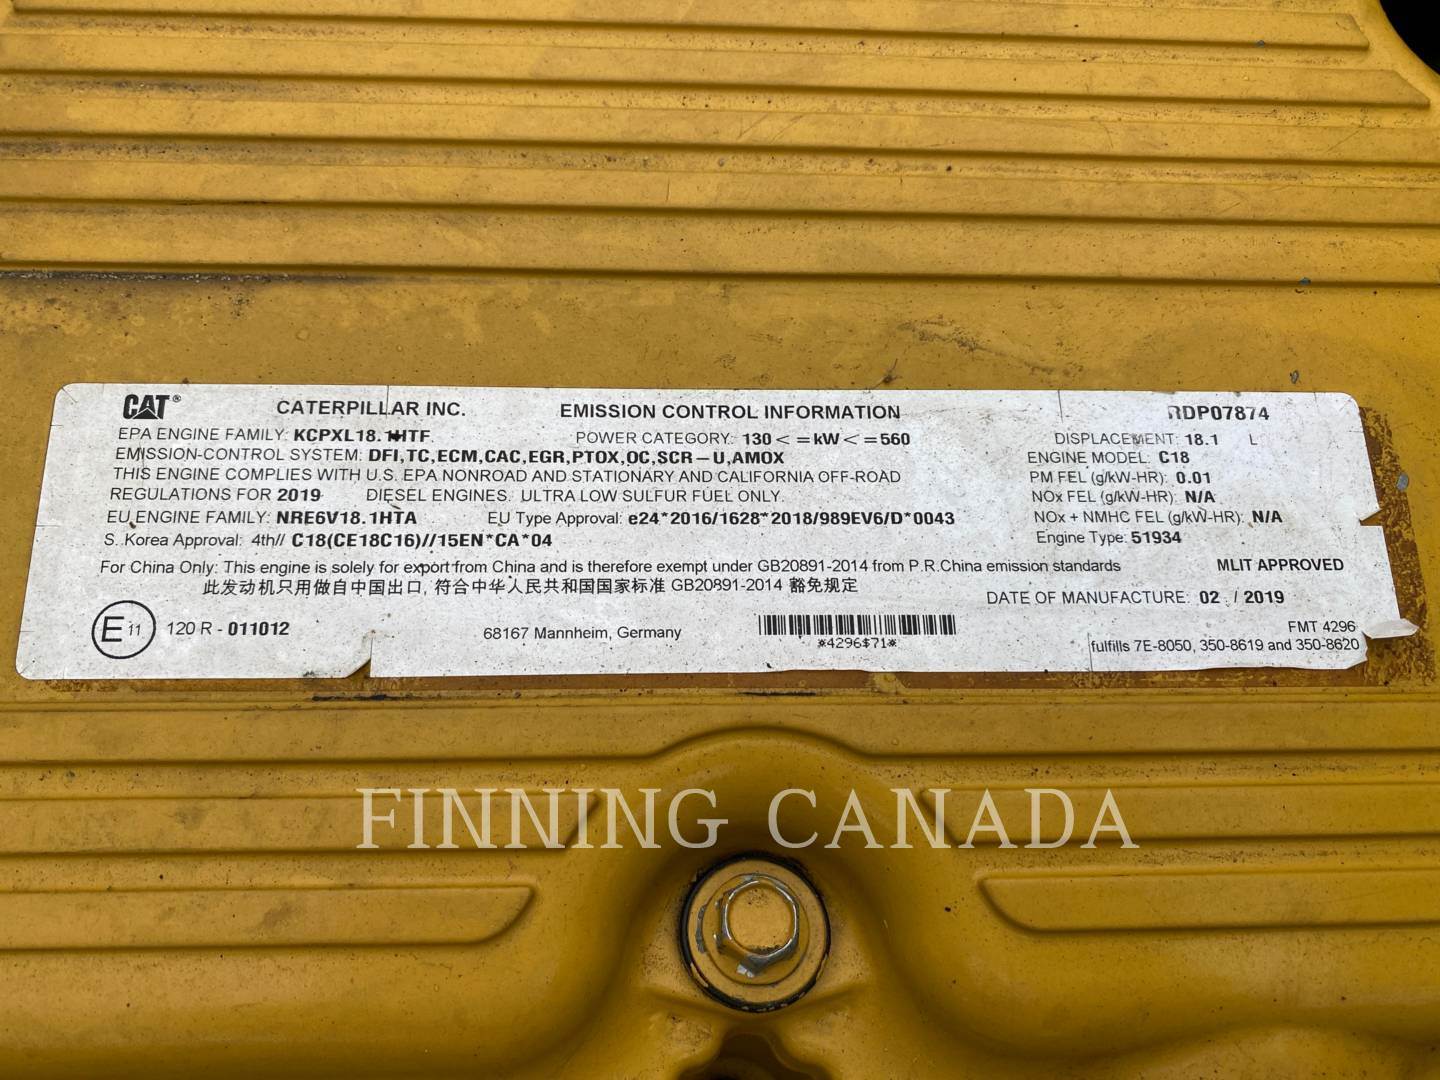 CAT® CATERPILLAR INC. EMISSION CONTROL INFORMATION RDP07874
EPA ENGINE FAMILY: KCPXL18.1HTF POWER CATEGORY: 130<=kW<=560 DISPLACEMENT: 18.1 L
EMISSION-CONTROL SYSTEM: DFI,TC,ECM,CAC,EGR,PTOX,OC,SCR-U,AMOX ENGINE MODEL: C18
THIS ENGINE COMPLIES WITH U.S. EPA NONROAD AND STATIONARY AND CALIFORNIA OFF-ROAD PM FEL (g/kW-HR): 0.01
REGULATIONS FOR 2019 DIESEL ENGINES. ULTRA LOW SULFUR FUEL ONLY. NOx FEL (g/kW-HR): N/A
EU ENGINE FAMILY: NRE6V18.1HTA EU Type Approval: e24*2016/1628*2018/989EV6/D*0043 NOx + NMHC FEL (g/kW-HR): N/A
S. Korea Approval: 4th// C18(CE18C16)//15EN*CA*04 Engine Type: 51934
For China Only: This engine is solely for export from China and is therefore exempt under GB20891-2014 from P.R.China emission standards MLIT APPROVED
此发动机只用做自中国出口, 符合中华人民共和国国家标准 GB20891-2014 豁免规定 DATE OF MANUFACTURE: 02 / 2019
E11 120 R - 011012 68167 Mannheim, Germany *4296$71* FMT 4296
fulfills 7E-8050, 350-8619 and 350-8620
FINNING CANADA